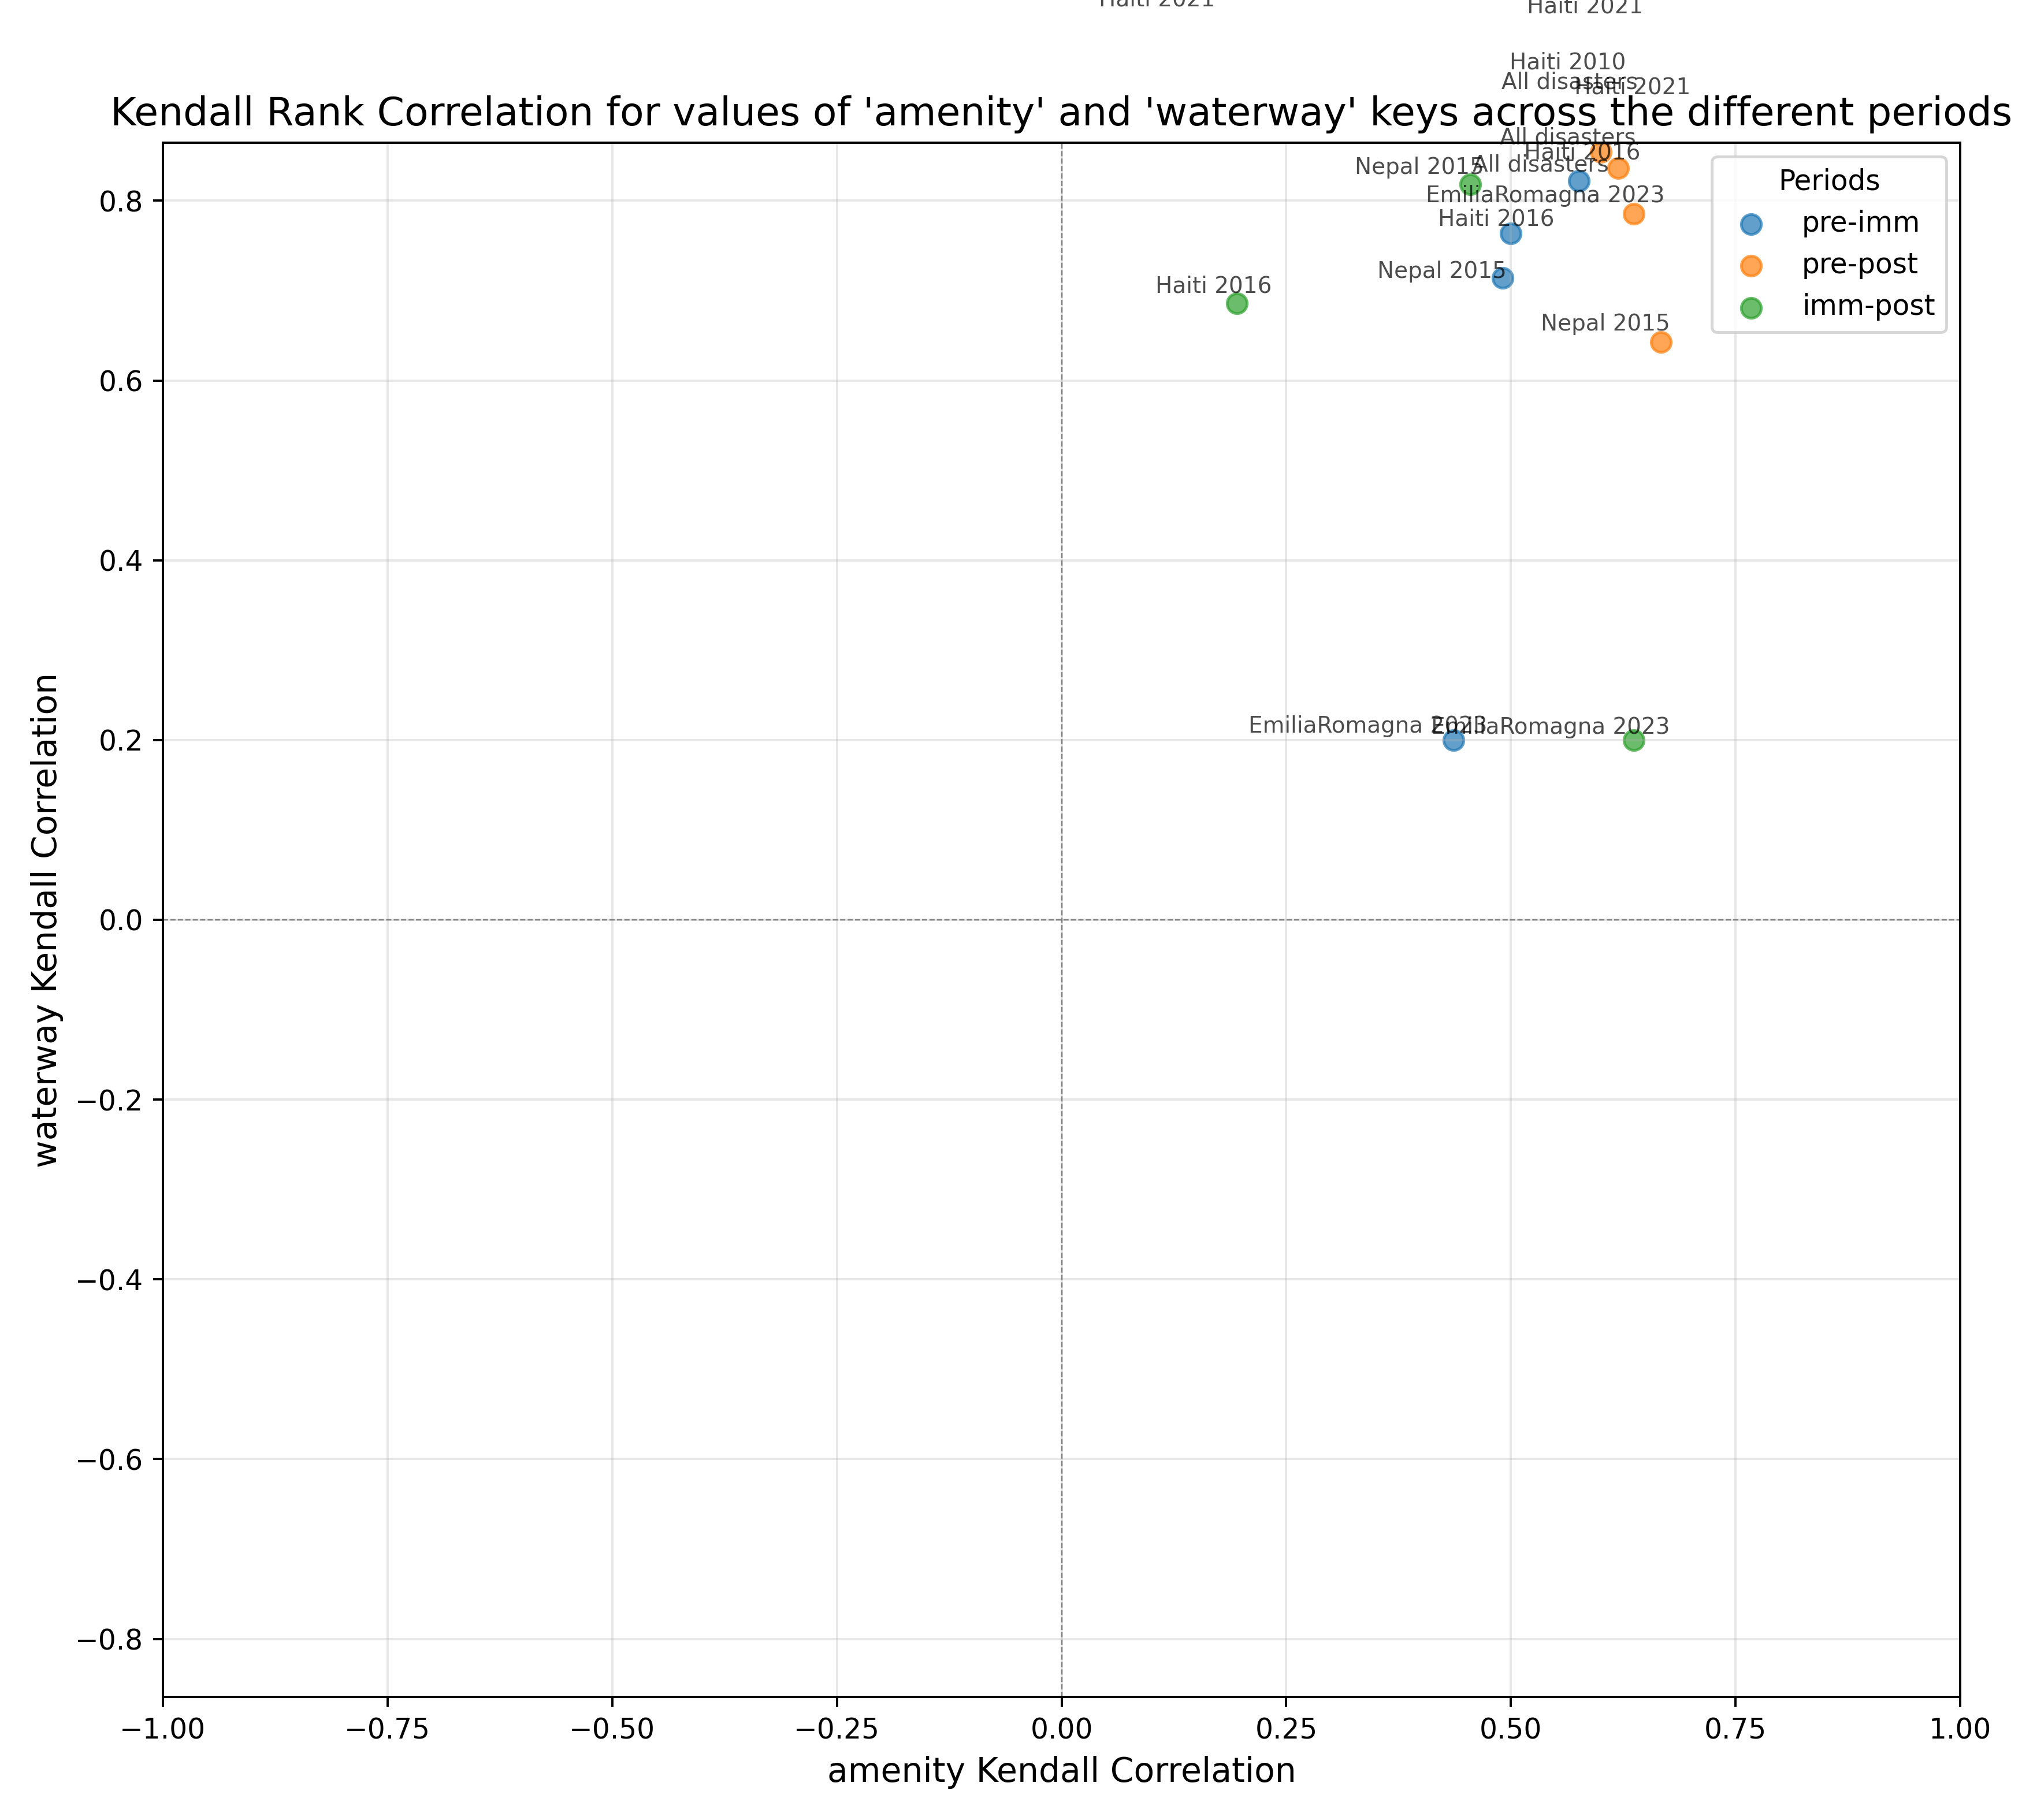 Haiti 2021
Haiti 2021
Haiti 2010
All disasters
Haiti 2021
Kendall Rank Correlation for values of 'amenity' and 'waterway' keys across the different periods
All disasters
Haiti 2016
Nepal 2015
All disasters
EmiliaRomagna 2023
Haiti 2016
Nepal 2015
Haiti 2016
Nepal 2015
EmiliaRomagna 2023
EmiliaRomagna 2023
Periods
pre-imm
pre-post
imm-post
0.8
0.6
0.4
0.2
0.0
−0.2
−0.4
−0.6
−0.8
waterway Kendall Correlation
−1.00 −0.75 −0.50 −0.25 0.00 0.25 0.50 0.75 1.00
amenity Kendall Correlation